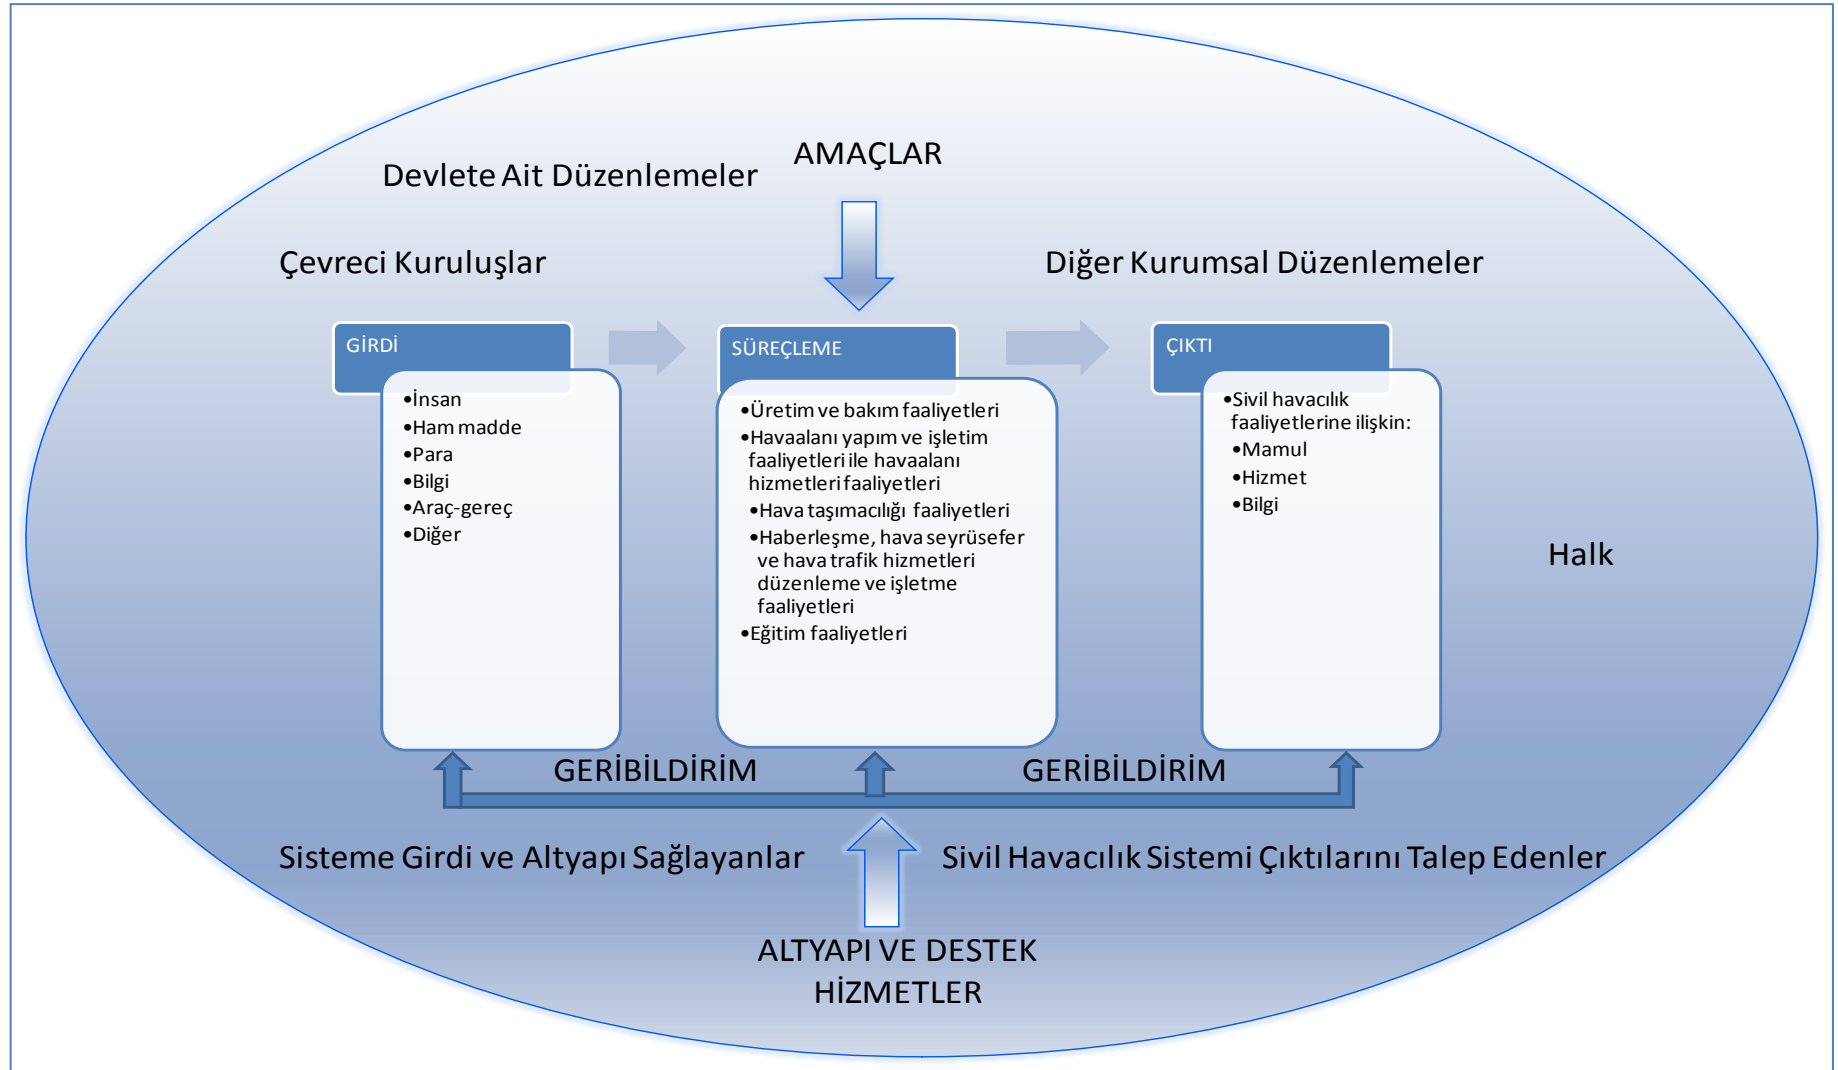 AMAÇLAR
Devlete Ait Düzenlemeler
Çevreci Kuruluşlar
Diğer Kurumsal Düzenlemeler
GİRDİ
•İnsan
•Ham madde
•Para
•Bilgi
•Araç-gereç
•Diğer
SÜREÇLEME
•Üretim ve bakım faaliyetleri
•Havaalanı yapım ve işletim
faaliyetleri ile havaalanı
hizmetleri faaliyetleri
•Hava taşımacılığı faaliyetleri
•Haberleşme, hava seyrüsefer
ve hava trafik hizmetleri
düzenleme ve işletme
faaliyetleri
•Eğitim faaliyetleri
ÇIKTI
•Sivil havacılık
faaliyetlerine ilişkin:
•Mamul
•Hizmet
•Bilgi
Halk
GERİBİLDİRİM
GERİBİLDİRİM
Sisteme Girdi ve Altyapı Sağlayanlar
Sivil Havacılık Sistemi Çıktılarını Talep Edenler
ALTYAPI VE DESTEK
HİZMETLER